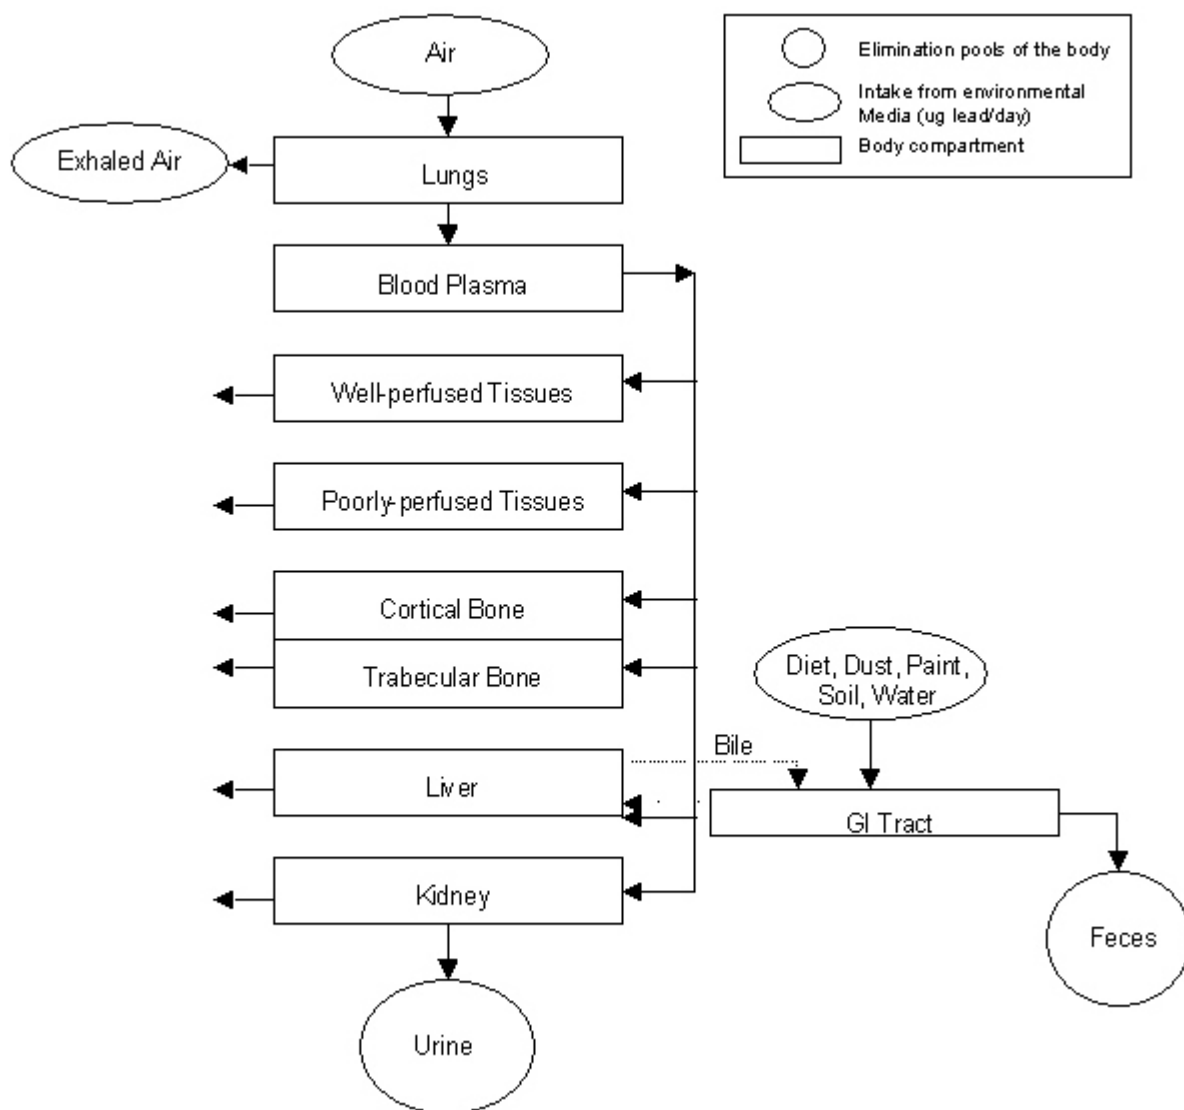 Air
Elimination pools of the body
Intake from environmental
Media (ug lead/day)
Body compartment
Exhaled Air
Lungs
Blood Plasma
Well-perfused Tissues
Poorly-perfused Tissues
Cortical Bone
Trabecular Bone
Diet, Dust, Paint,
Soil, Water
Bile
Liver
GI Tract
Kidney
Feces
Urine